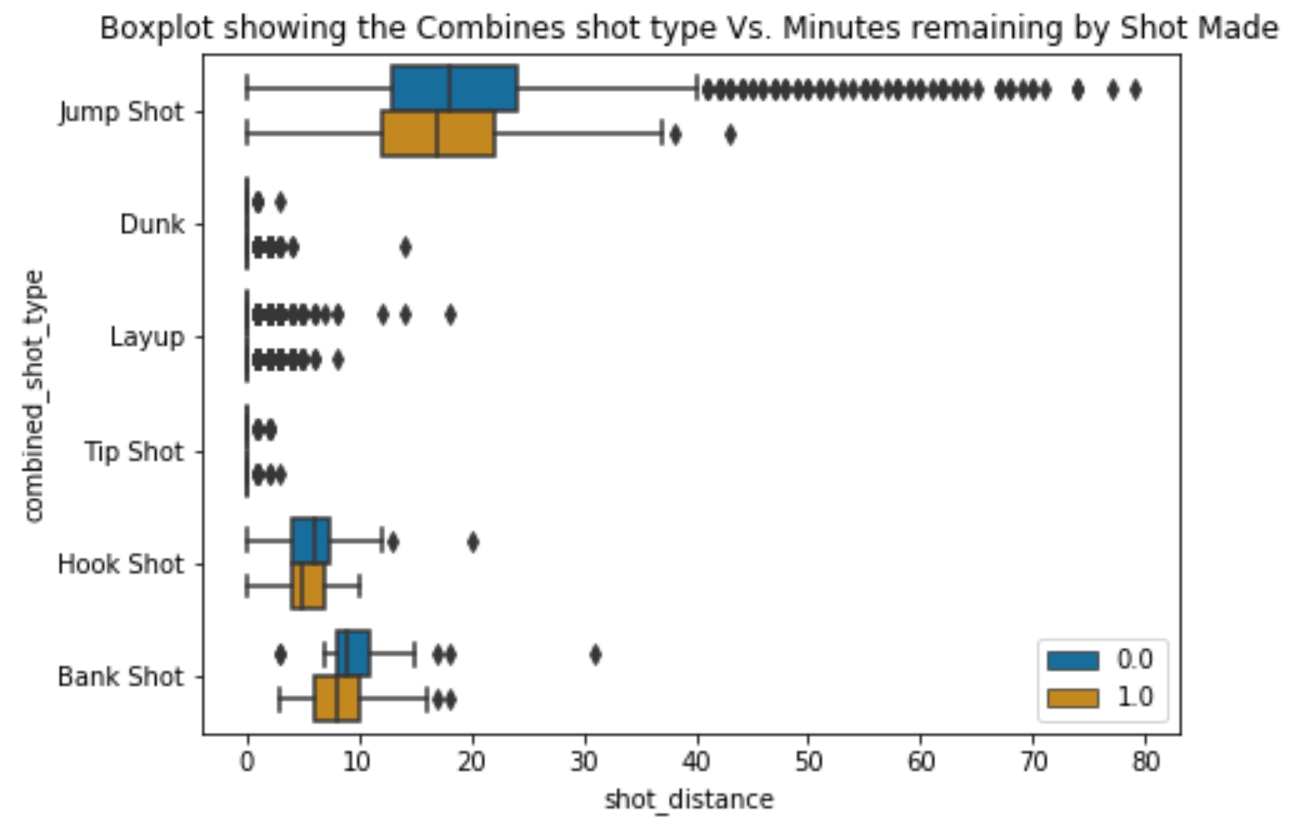 Boxplot showing the Combines shot type Vs. Minutes remaining by Shot Made
Jump Shot
Dunk
Layup
Tip Shot
Hook Shot
Bank Shot
combined_shot_type
0.0
1.0
0 10 20 30 40 50 60 70 80
shot_distance